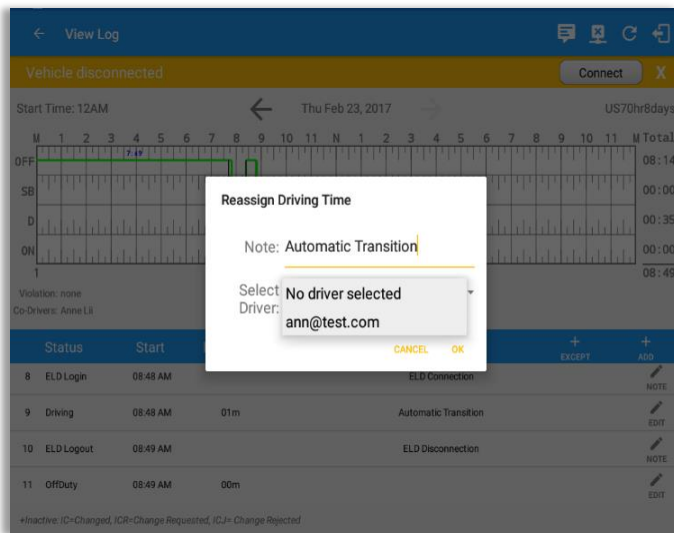 View Log
Vehicle disconnected
Connect X
Start Time: 12AM Thu Feb 23, 2017 US70hr8days
M 1 2 3 4 5 6 7 8 9 10 11 N 1 2 3 4 5 6 7 8 9 10 11 M Total
7:49
OFF 08:14
SB 00:00
D 00:35
ON 00:00
1 08:49
Violation: none
Co-Drivers: Anne Lii
Reassign Driving Time
Note: Automatic Transition
Select Driver:
No driver selected
ann@test.com
CANCEL OK
Status Start + EXCEPT + ADD
8 ELD Login 08:48 AM ELD Connection NOTE
9 Driving 08:48 AM 01m Automatic Transition EDIT
10 ELD Logout 08:49 AM ELD Disconnection NOTE
11 OffDuty 08:49 AM 00m EDIT
+Inactive: IC=Changed, ICR=Change Requested, ICJ= Change Rejected